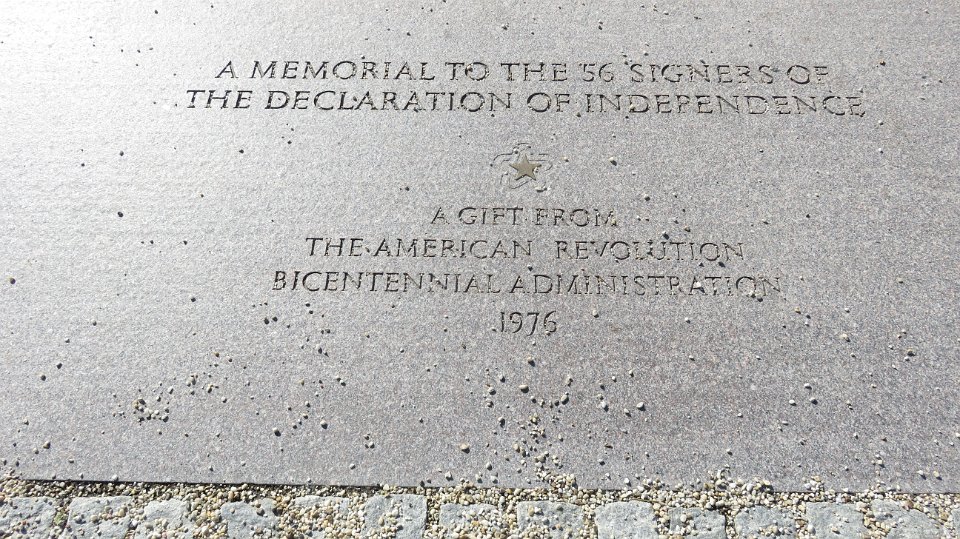 A MEMORIAL TO THE 56 SIGNERS OF
THE DECLARATION OF INDEPENDENCE
A GIFT FROM
THE AMERICAN REVOLUTION
BICENTENNIAL ADMINISTRATION
1976